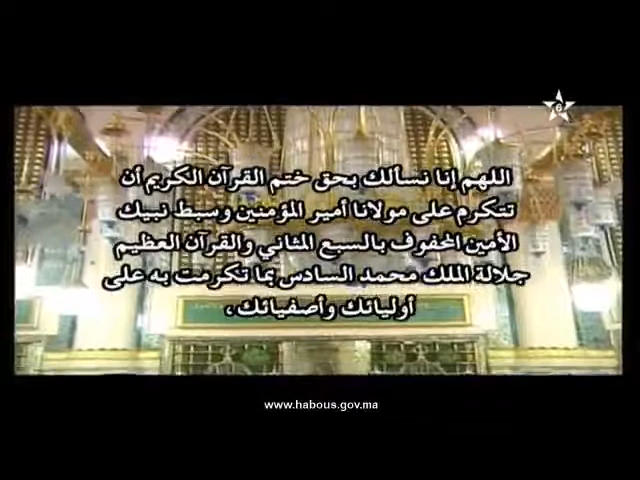 6
اللهم إنا نسألك بحق ختم القرآن الكريم أن
تتكرم على مولانا أمير المؤمنين وسبط نبيك
الأمين المحفوف بالسبع المثاني والقرآن العظيم
جلالة الملك محمد السادس بما تكرمت به على
أوليائك وأصفيائك ،
www.habous.gov.ma